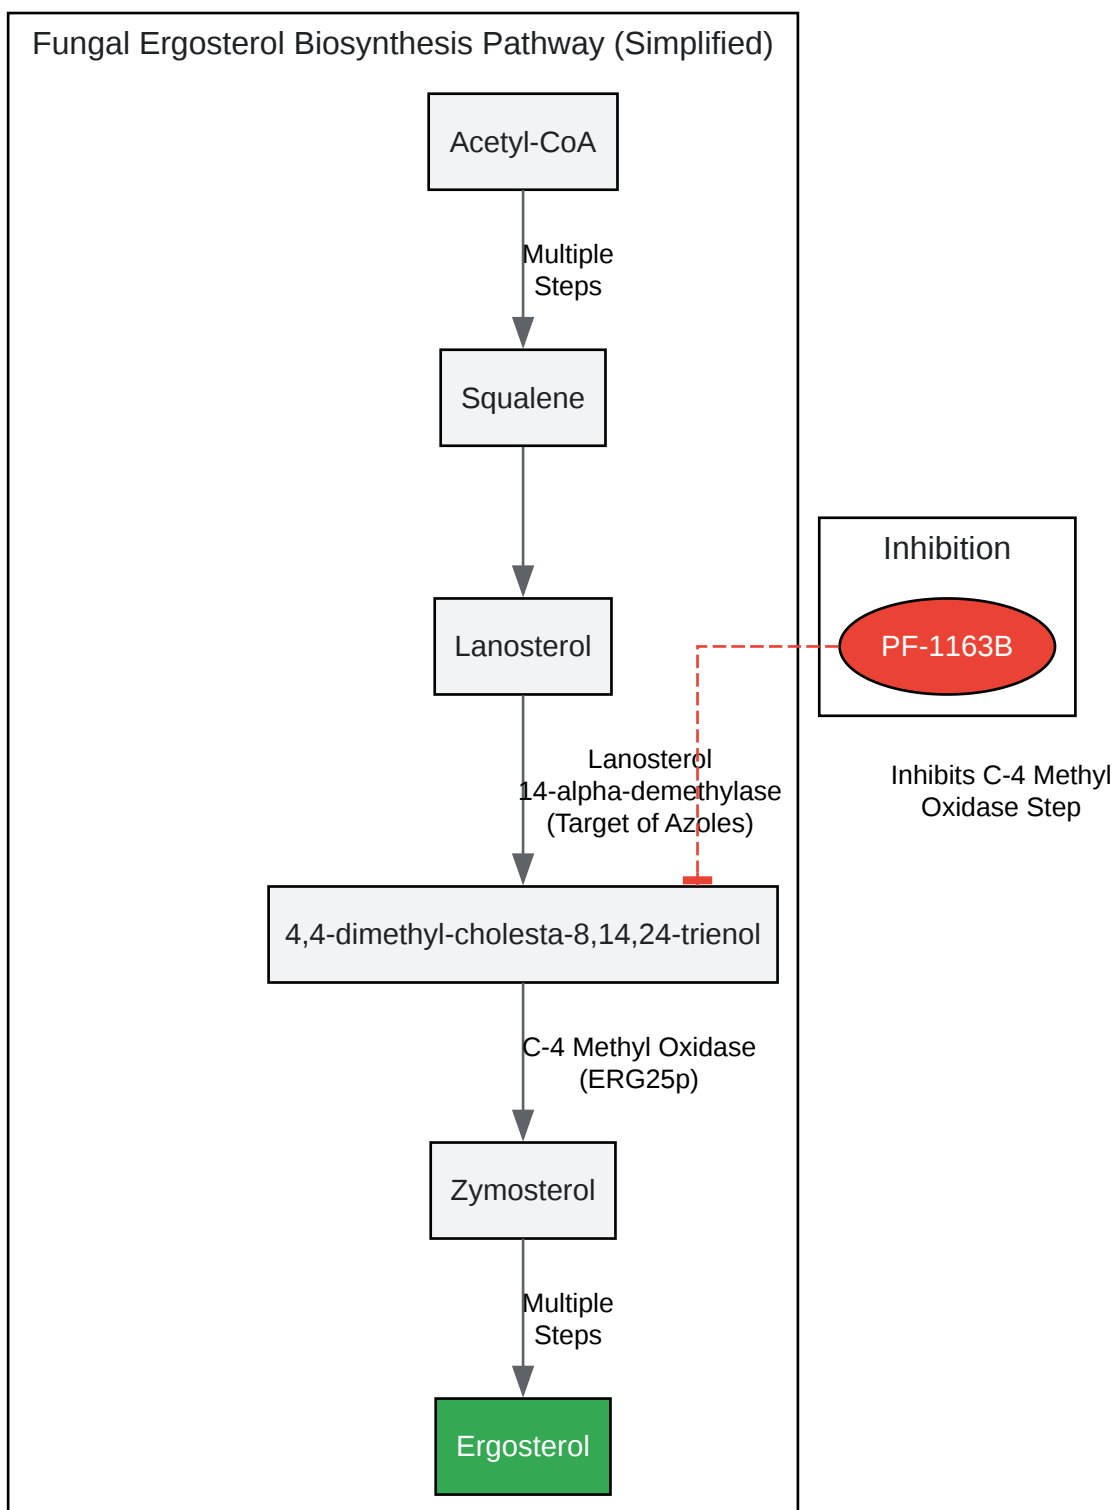 Fungal Ergosterol Biosynthesis Pathway (Simplified)
Acetyl-CoA
Multiple
Steps
Squalene
Lanosterol
Inhibition
PF-1163B
Lanosterol
14-alpha-demethylase
(Target of Azoles)
Inhibits C-4 Methyl
Oxidase Step
4,4-dimethyl-cholesta-8,14,24-trienol
C-4 Methyl Oxidase
(ERG25p)
Zymosterol
Multiple
Steps
Ergosterol